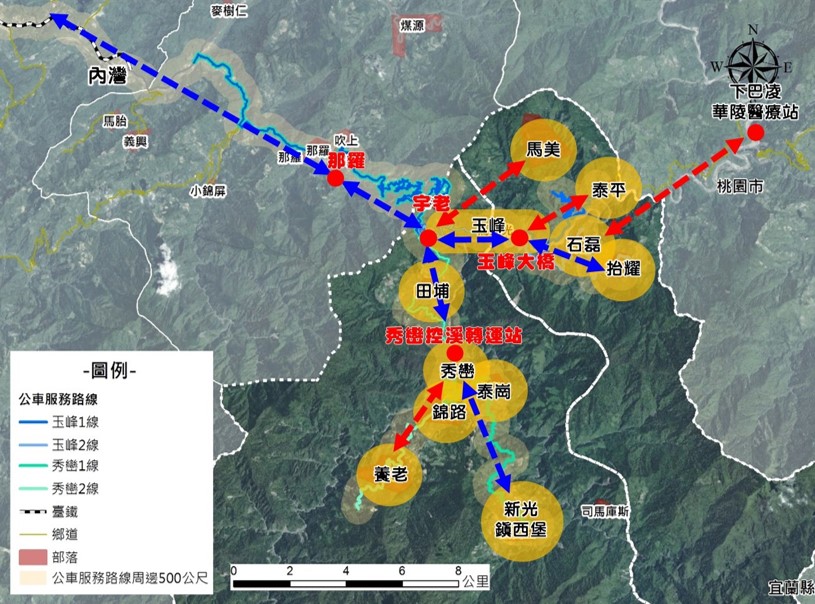 麥樹仁
煤源
內灣
N
W
E
S
下巴凌
華陵醫療站
馬胎
義興
吹上
那羅
那羅
那羅
小錦屏
馬美
泰平
桃園市
宇老
玉峰
石磊
抬耀
玉峰大橋
田埔
秀巒控溪轉運站
秀巒
泰崗
錦路
養老
新光
鎮西堡
司馬庫斯
宜蘭縣
-圖例-
公車服務路線
玉峰1線
玉峰2線
秀巒1線
秀巒2線
臺鐵
鄉道
部落
公車服務路線周邊500公尺
0 2 4 6 8
公里